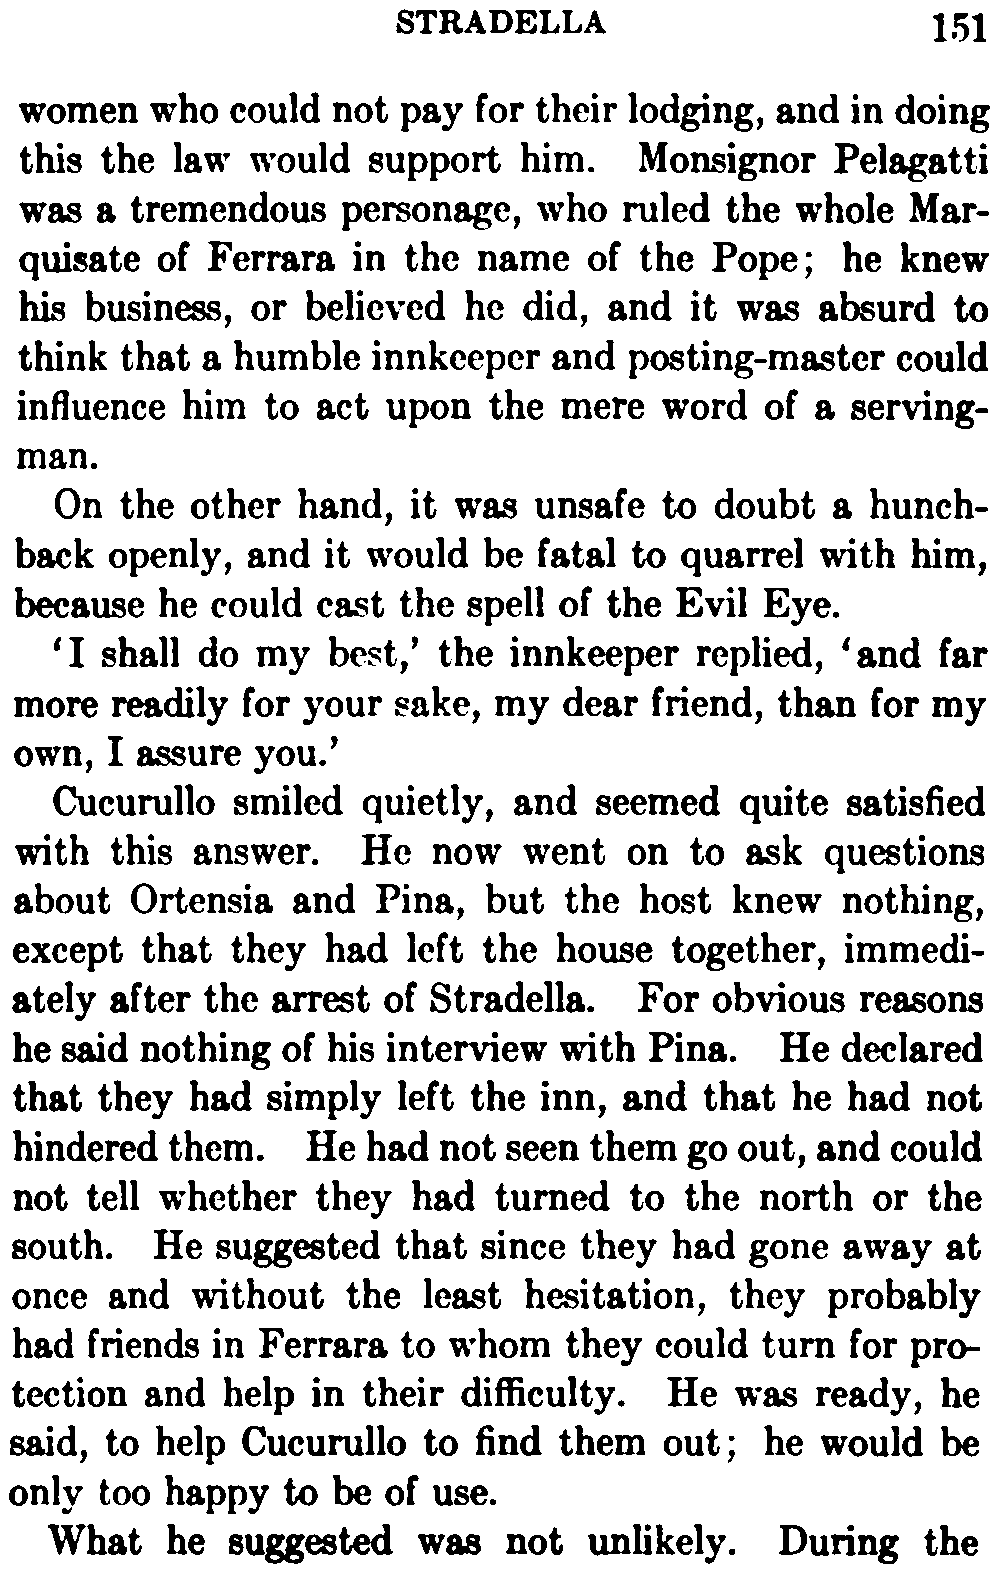 STRADELLA 151
women who could not pay for their lodging, and in doing
this the law would support him. Monsignor Pelagatti
was a tremendous personage, who ruled the whole Mar-
quisate of Ferrara in the name of the Pope; he knew
his business, or believed he did, and it was absurd to
think that a humble innkeeper and posting-master could
influence him to act upon the mere word of a serving-
man.
On the other hand, it was unsafe to doubt a hunch-
back openly, and it would be fatal to quarrel with him,
because he could cast the spell of the Evil Eye.
‘I shall do my best,’ the innkeeper replied, ‘and far
more readily for your sake, my dear friend, than for my
own, I assure you.’
Cucurullo smiled quietly, and seemed quite satisfied
with this answer. He now went on to ask questions
about Ortensia and Pina, but the host knew nothing,
except that they had left the house together, immedi-
ately after the arrest of Stradella. For obvious reasons
he said nothing of his interview with Pina. He declared
that they had simply left the inn, and that he had not
hindered them. He had not seen them go out, and could
not tell whether they had turned to the north or the
south. He suggested that since they had gone away at
once and without the least hesitation, they probably
had friends in Ferrara to whom they could turn for pro-
tection and help in their difficulty. He was ready, he
said, to help Cucurullo to find them out; he would be
only too happy to be of use.
What he suggested was not unlikely. During the